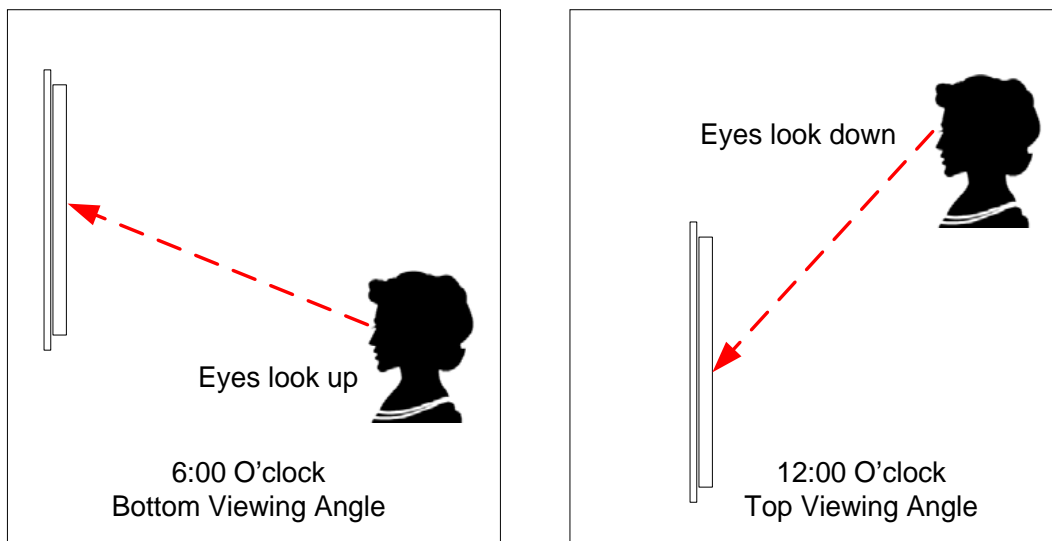 Eyes look up
6:00 O’clock
Bottom Viewing Angle
Eyes look down
12:00 O’clock
Top Viewing Angle